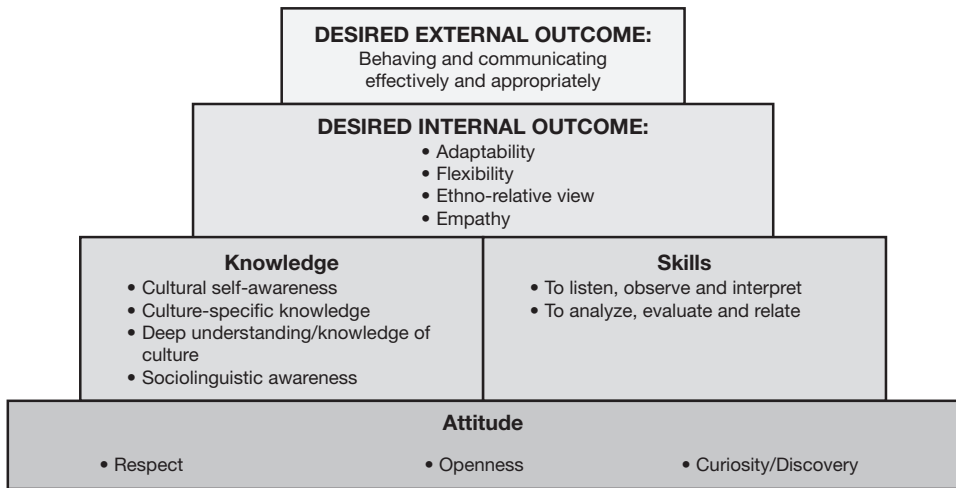 DESIRED EXTERNAL OUTCOME:
Behaving and communicating
effectively and appropriately
DESIRED INTERNAL OUTCOME:
• Adaptability
• Flexibility
• Ethno-relative view
• Empathy
Knowledge
• Cultural self-awareness
• Culture-specific knowledge
• Deep understanding/knowledge of
culture
• Sociolinguistic awareness
Skills
• To listen, observe and interpret
• To analyze, evaluate and relate
Attitude
• Respect
• Openness
• Curiosity/Discovery